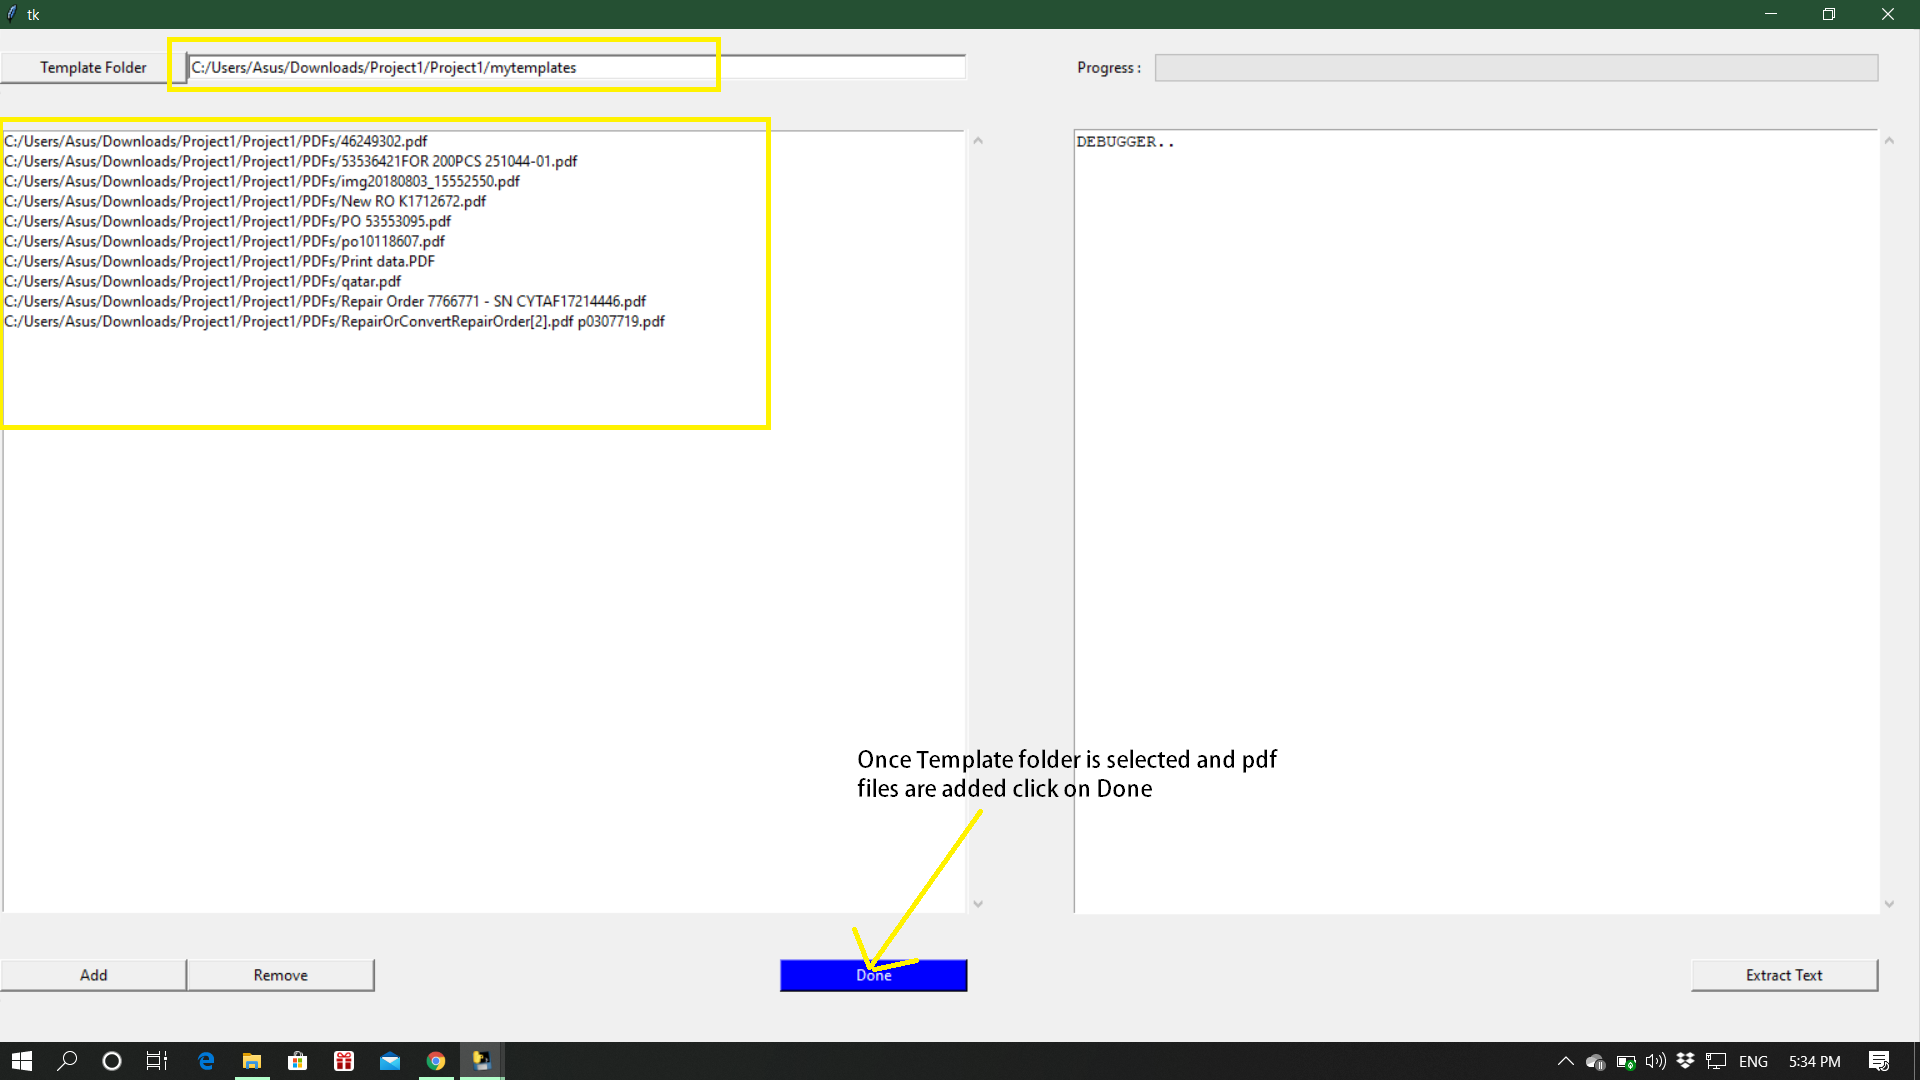 tk
Template Folder
C:/Users/Asus/Downloads/Project1/Project1/mytemplates
Progress :
C:/Users/Asus/Downloads/Project1/Project1/PDFs/46249302.pdf
C:/Users/Asus/Downloads/Project1/Project1/PDFs/53536421FOR 200PCS 251044-01.pdf
C:/Users/Asus/Downloads/Project1/Project1/PDFs/img20180803_15552550.pdf
C:/Users/Asus/Downloads/Project1/Project1/PDFs/New RO K1712672.pdf
C:/Users/Asus/Downloads/Project1/Project1/PDFs/PO 53553095.pdf
C:/Users/Asus/Downloads/Project1/Project1/PDFs/po10118607.pdf
C:/Users/Asus/Downloads/Project1/Project1/PDFs/Print data.PDF
C:/Users/Asus/Downloads/Project1/Project1/PDFs/qatar.pdf
C:/Users/Asus/Downloads/Project1/Project1/PDFs/Repair Order 7766771 - SN CYTAF17214446.pdf
C:/Users/Asus/Downloads/Project1/Project1/PDFs/RepairOrConvertRepairOrder[2].pdf p0307719.pdf
DEBUGGER..
Once Template folder is selected and pdf
files are added click on Done
Add
Remove
Done
Extract Text
ENG
5:34 PM